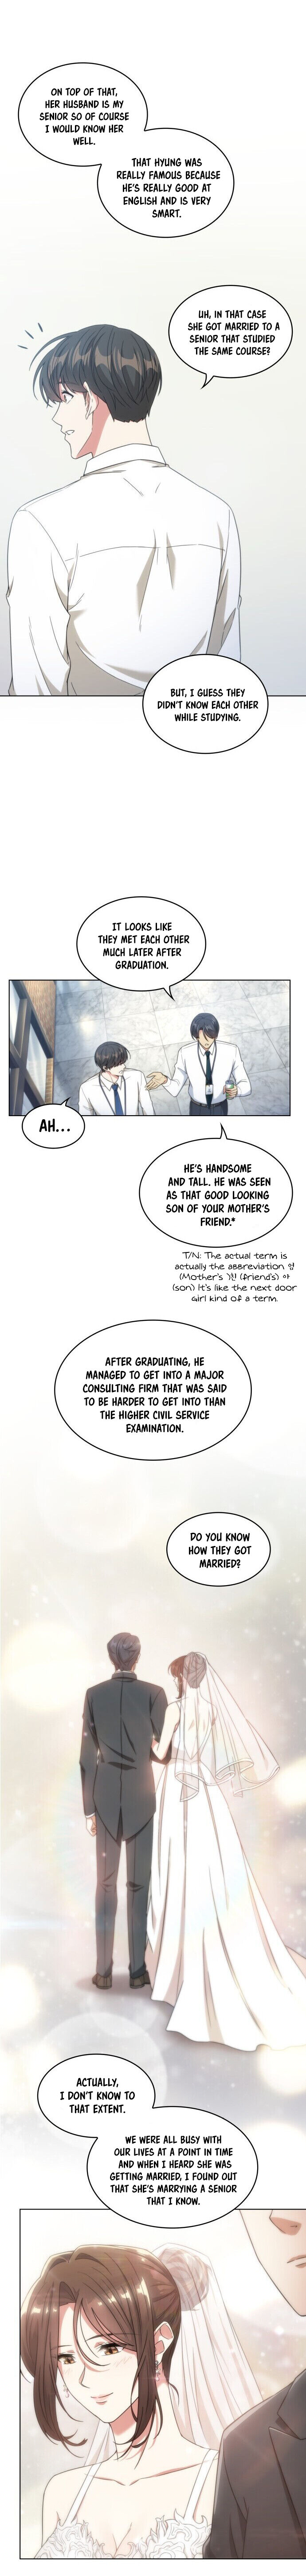 ON TOP OF THAT,
HER HUSBAND IS MY
SENIOR SO OF COURSE
I WOULD KNOW HER
WELL.
THAT HYUNG WAS
REALLY FAMOUS BECAUSE
HE'S REALLY GOOD AT
ENGLISH AND IS VERY
SMART.
UH, IN THAT CASE
SHE GOT MARRIED TO A
SENIOR THAT STUDIED
THE SAME COURSE?
BUT, I GUESS THEY
DIDN'T KNOW EACH OTHER
WHILE STUDYING.
IT LOOKS LIKE
THEY MET EACH OTHER
MUCH LATER AFTER
GRADUATION.
AH...
HE'S HANDSOME
AND TALL. HE WAS SEEN
AS THAT GOOD LOOKING
SON OF YOUR MOTHER'S
FRIEND.*
T/N: The actual term is
actually the abbreviation 엄
(Mother's )친 (friend's) 아
(son) It's like the next door
girl kind of a term.
AFTER GRADUATING, HE
MANAGED TO GET INTO A MAJOR
CONSULTING FIRM THAT WAS SAID
TO BE HARDER TO GET INTO THAN
THE HIGHER CIVIL SERVICE
EXAMINATION.
DO YOU KNOW
HOW THEY GOT
MARRIED?
ACTUALLY,
I DON'T KNOW TO
THAT EXTENT.
WE WERE ALL BUSY WITH
OUR LIVES AT A POINT IN TIME
AND WHEN I HEARD SHE WAS
GETTING MARRIED, I FOUND OUT
THAT SHE'S MARRYING A SENIOR
THAT I KNOW.